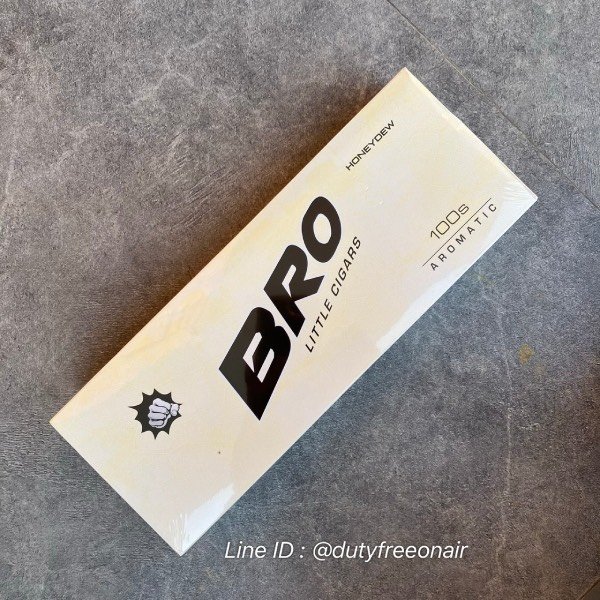 HONEYDEW
BRO
LITTLE CIGARS
100s
AROMATIC
Line ID : @dutyfreeonair